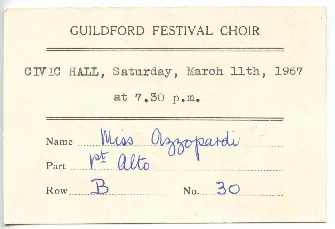 GUILDFORD FESTIVAL CHOIR
CIVIC HALL, Saturday, March 11th, 1967
at 7.30 p.m.
Name Miss Azzopardi
Part 1st Alto
Row B No. 30